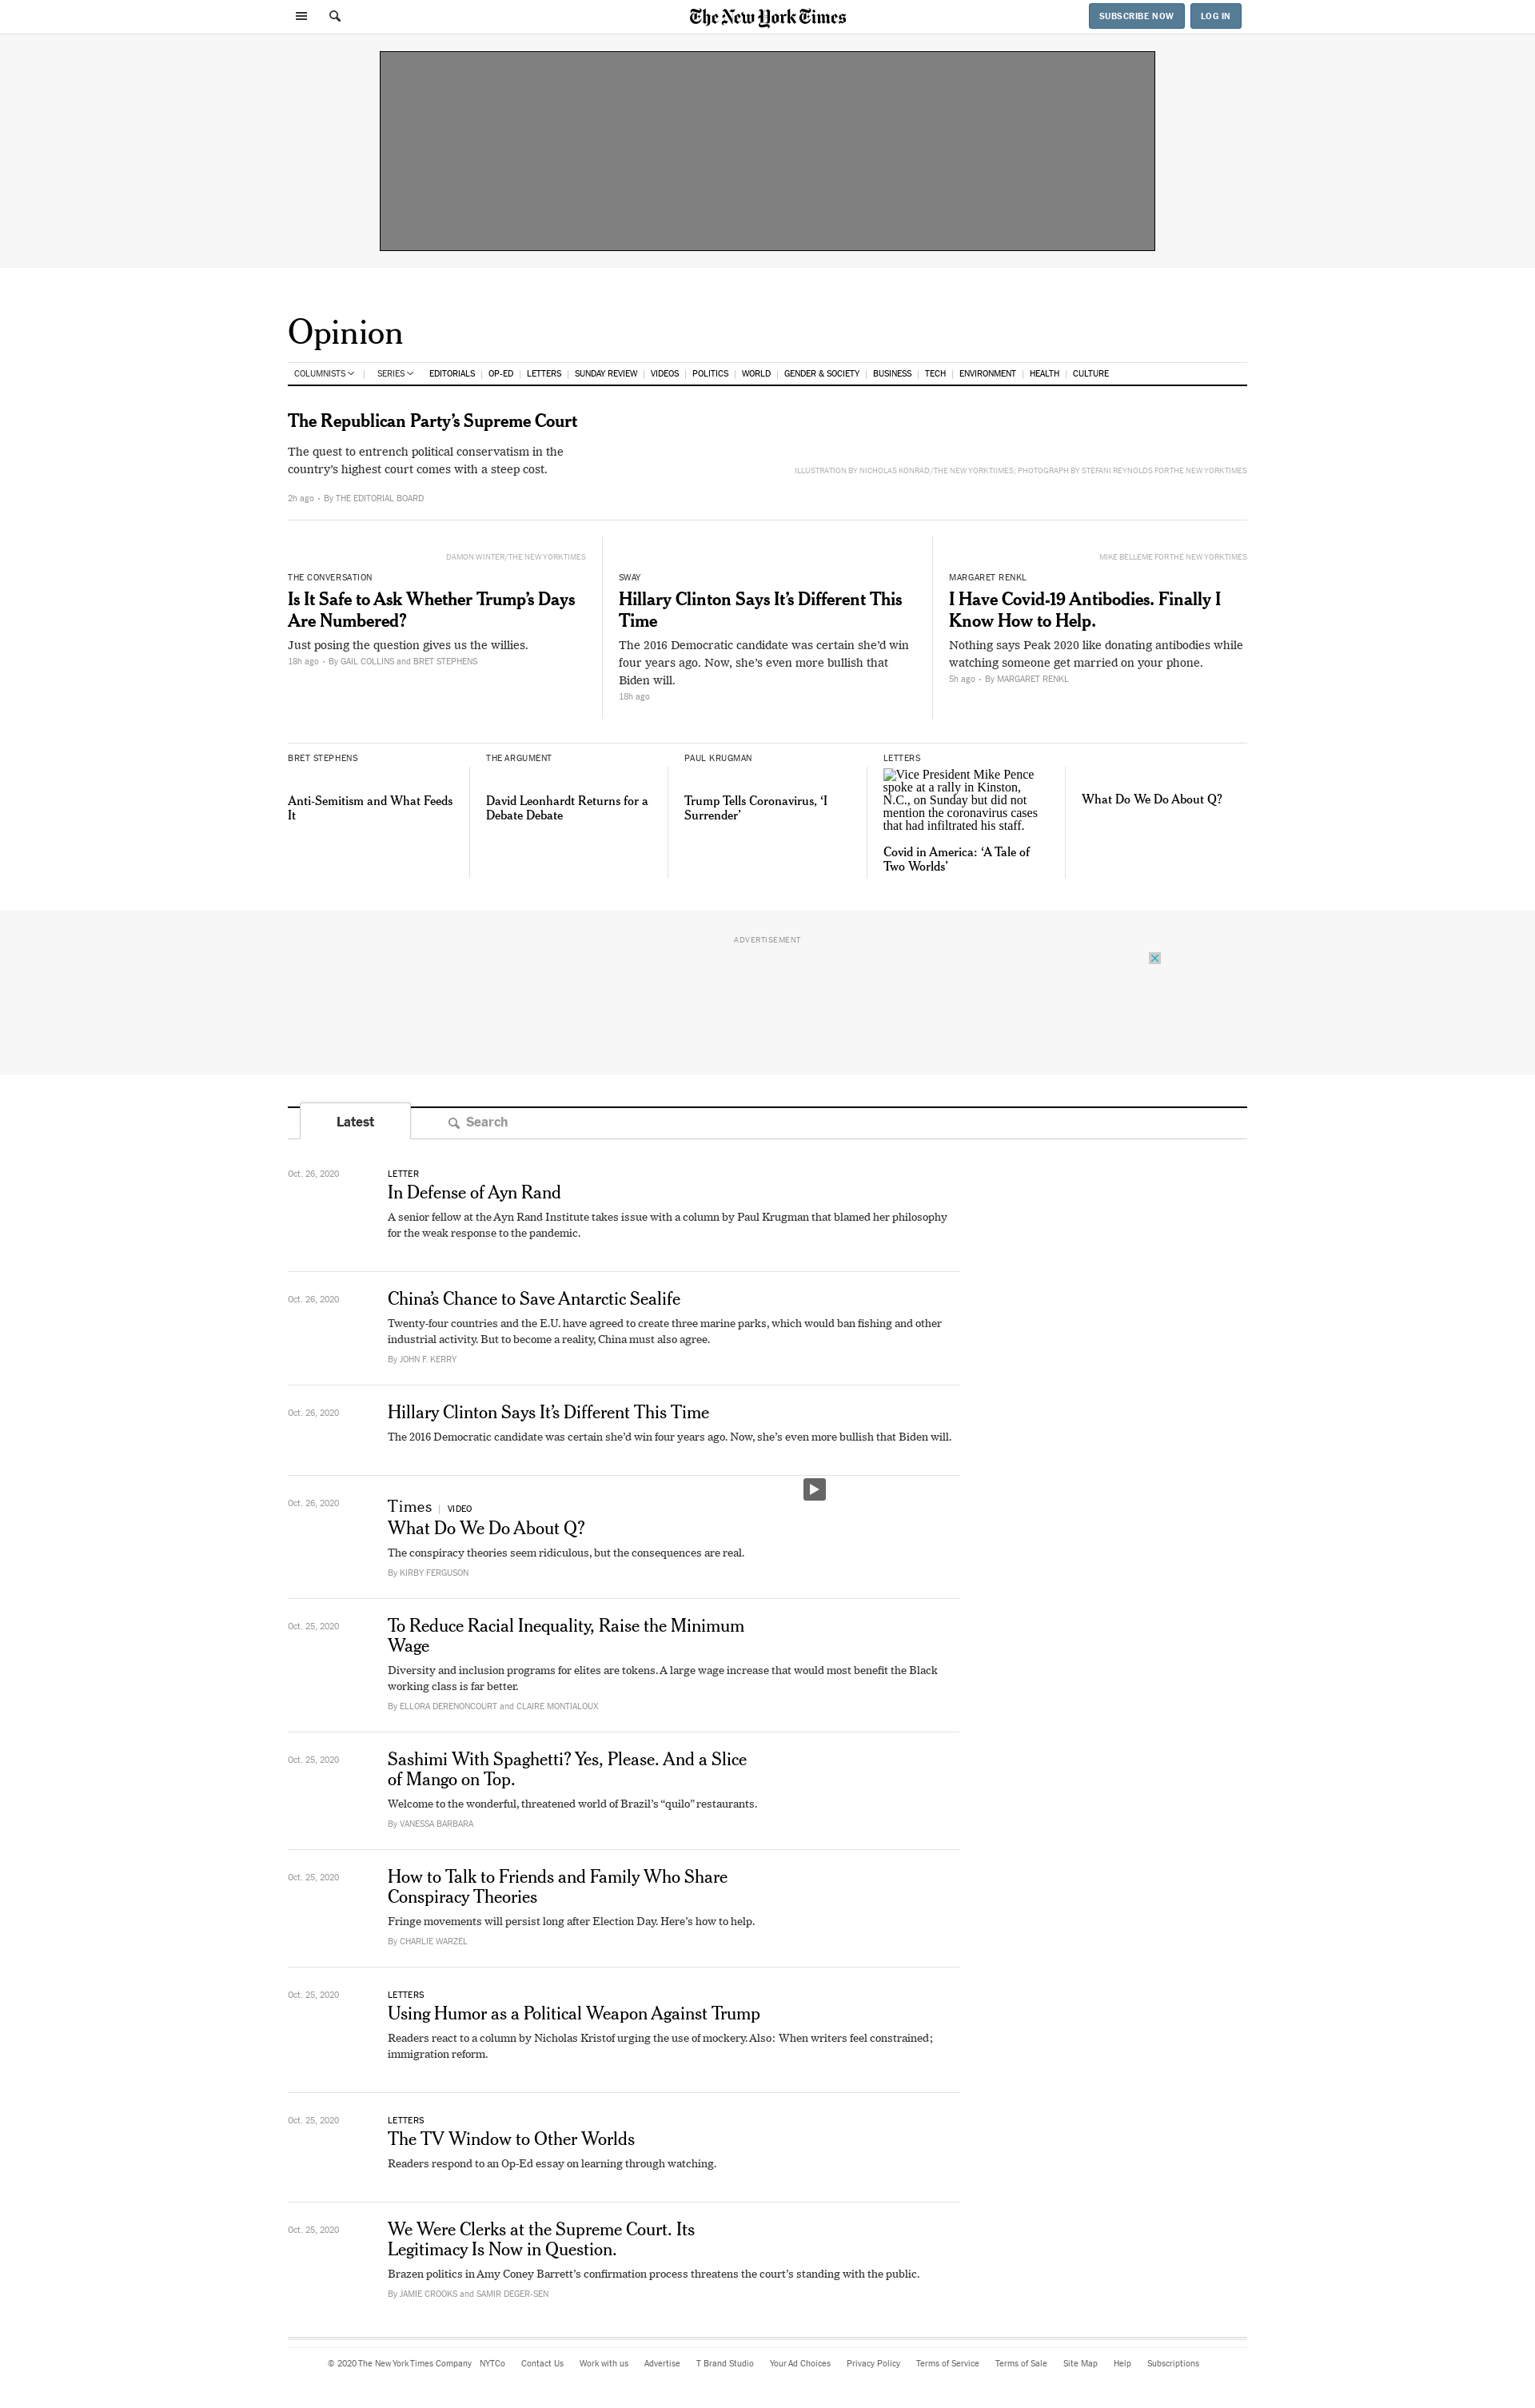 The New York Times
SUBSCRIBE NOW
LOG IN
Opinion
COLUMNISTS
SERIES
EDITORIALS
OP-ED
LETTERS
SUNDAY REVIEW
VIDEOS
POLITICS
WORLD
GENDER & SOCIETY
BUSINESS
TECH
ENVIRONMENT
HEALTH
CULTURE
The Republican Party’s Supreme Court
The quest to entrench political conservatism in the
country’s highest court comes with a steep cost.
ILLUSTRATION BY NICHOLAS KONRAD/THE NEW YORK TIIMES; PHOTOGRAPH BY STEFANI REYNOLDS FOR THE NEW YORK TIMES
2h ago • By THE EDITORIAL BOARD
DAMON WINTER/THE NEW YORK TIMES
THE CONVERSATION
Is It Safe to Ask Whether Trump’s Days
Are Numbered?
Just posing the question gives us the willies.
18h ago • By GAIL COLLINS and BRET STEPHENS
SWAY
Hillary Clinton Says It’s Different This
Time
The 2016 Democratic candidate was certain she’d win
four years ago. Now, she’s even more bullish that
Biden will.
18h ago
MIKE BELLEME FOR THE NEW YORK TIMES
MARGARET RENKL
I Have Covid-19 Antibodies. Finally I
Know How to Help.
Nothing says Peak 2020 like donating antibodies while
watching someone get married on your phone.
5h ago • By MARGARET RENKL
BRET STEPHENS
Anti-Semitism and What Feeds
It
THE ARGUMENT
David Leonhardt Returns for a
Debate Debate
PAUL KRUGMAN
Trump Tells Coronavirus, ‘I
Surrender’
LETTERS
Vice President Mike Pence
spoke at a rally in Kinston,
N.C., on Sunday but did not
mention the coronavirus cases
that had infiltrated his staff.
Covid in America: ‘A Tale of
Two Worlds’
What Do We Do About Q?
ADVERTISEMENT
Latest
Search
Oct. 26, 2020
LETTER
In Defense of Ayn Rand
A senior fellow at the Ayn Rand Institute takes issue with a column by Paul Krugman that blamed her philosophy
for the weak response to the pandemic.
Oct. 26, 2020
China’s Chance to Save Antarctic Sealife
Twenty-four countries and the E.U. have agreed to create three marine parks, which would ban fishing and other
industrial activity. But to become a reality, China must also agree.
By JOHN F. KERRY
Oct. 26, 2020
Hillary Clinton Says It’s Different This Time
The 2016 Democratic candidate was certain she’d win four years ago. Now, she’s even more bullish that Biden will.
Oct. 26, 2020
Times | VIDEO
What Do We Do About Q?
The conspiracy theories seem ridiculous, but the consequences are real.
By KIRBY FERGUSON
Oct. 25, 2020
To Reduce Racial Inequality, Raise the Minimum
Wage
Diversity and inclusion programs for elites are tokens. A large wage increase that would most benefit the Black
working class is far better.
By ELLORA DERENONCOURT and CLAIRE MONTIALOUX
Oct. 25, 2020
Sashimi With Spaghetti? Yes, Please. And a Slice
of Mango on Top.
Welcome to the wonderful, threatened world of Brazil’s “quilo” restaurants.
By VANESSA BARBARA
Oct. 25, 2020
How to Talk to Friends and Family Who Share
Conspiracy Theories
Fringe movements will persist long after Election Day. Here’s how to help.
By CHARLIE WARZEL
Oct. 25, 2020
LETTERS
Using Humor as a Political Weapon Against Trump
Readers react to a column by Nicholas Kristof urging the use of mockery. Also: When writers feel constrained;
immigration reform.
Oct. 25, 2020
LETTERS
The TV Window to Other Worlds
Readers respond to an Op-Ed essay on learning through watching.
Oct. 25, 2020
We Were Clerks at the Supreme Court. Its
Legitimacy Is Now in Question.
Brazen politics in Amy Coney Barrett’s confirmation process threatens the court’s standing with the public.
By JAMIE CROOKS and SAMIR DEGER-SEN
© 2020 The New York Times Company
NYTCo
Contact Us
Work with us
Advertise
T Brand Studio
Your Ad Choices
Privacy Policy
Terms of Service
Terms of Sale
Site Map
Help
Subscriptions